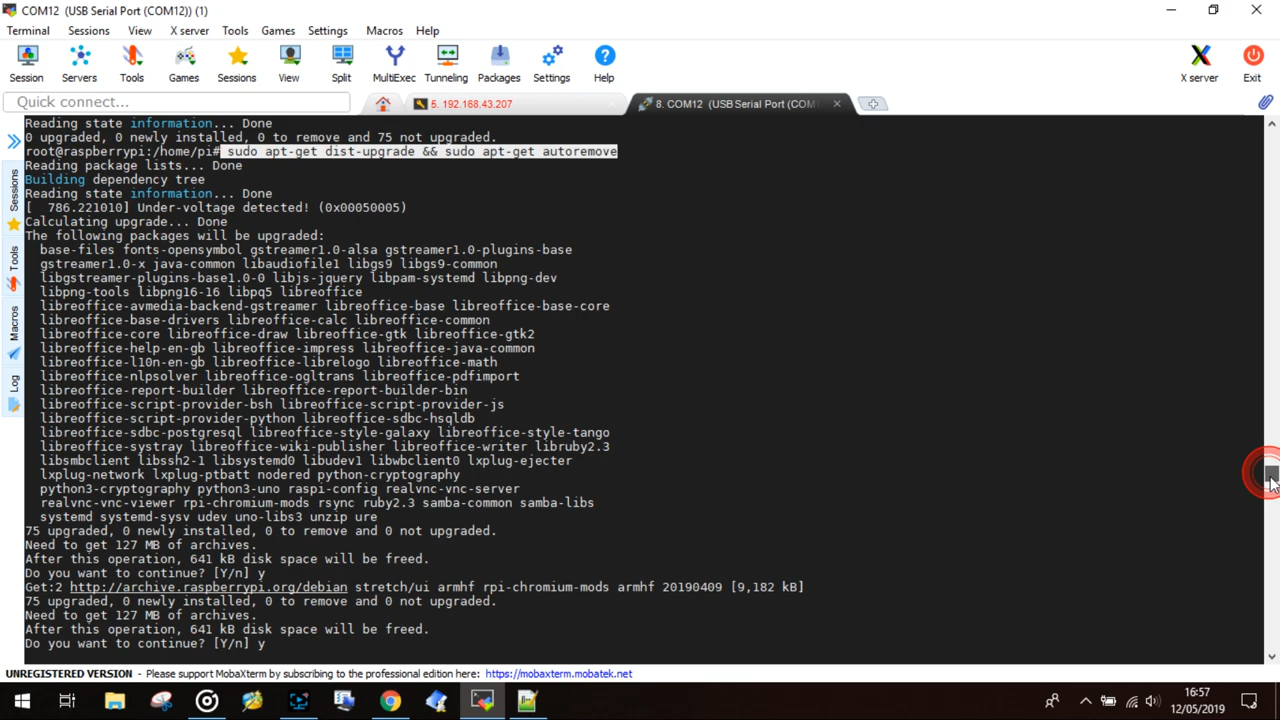 COM12 (USB Serial Port (COM12)) (1)
Terminal Sessions View X server Tools Games Settings Macros Help
Session Servers Tools Games Sessions View Split MultiExec Tunneling Packages Settings Help X server Exit
Quick connect...
5. 192.168.43.207
8. COM12 (USB Serial Port (COM
Sessions
Tools
Macros
Log
Reading state information... Done
0 upgraded, 0 newly installed, 0 to remove and 75 not upgraded.
root@raspberrypi:/home/pi# sudo apt-get dist-upgrade && sudo apt-get autoremove
Reading package lists... Done
Building dependency tree
Reading state information... Done
[  786.221010] Under-voltage detected! (0x00050005)
Calculating upgrade... Done
The following packages will be upgraded:
base-files fonts-opensymbol gstreamer1.0-alsa gstreamer1.0-plugins-base
gstreamer1.0-x java-common libaudiofile1 libgs9 libgs9-common
libgstreamer-plugins-base1.0-0 libjs-jquery libpam-systemd libpng-dev
libpng-tools libpng16-16 libpq5 libreoffice
libreoffice-avmedia-backend-gstreamer libreoffice-base libreoffice-base-core
libreoffice-base-drivers libreoffice-calc libreoffice-common
libreoffice-core libreoffice-draw libreoffice-gtk libreoffice-gtk2
libreoffice-help-en-gb libreoffice-impress libreoffice-java-common
libreoffice-l10n-en-gb libreoffice-librelogo libreoffice-math
libreoffice-nlpsolver libreoffice-ogltrans libreoffice-pdfimport
libreoffice-report-builder libreoffice-report-builder-bin
libreoffice-script-provider-bsh libreoffice-script-provider-js
libreoffice-script-provider-python libreoffice-sdbc-hsqldb
libreoffice-sdbc-postgresql libreoffice-style-galaxy libreoffice-style-tango
libreoffice-systray libreoffice-wiki-publisher libreoffice-writer libruby2.3
libsmbclient libssh2-1 libsystemd0 libudev1 libwbclient0 lxplug-ejecter
lxplug-network lxplug-ptbatt nodered python-cryptography
python3-cryptography python3-uno raspi-config realvnc-vnc-server
realvnc-vnc-viewer rpi-chromium-mods rsync ruby2.3 samba-common samba-libs
systemd systemd-sysv udev uno-libs3 unzip ure
75 upgraded, 0 newly installed, 0 to remove and 0 not upgraded.
Need to get 127 MB of archives.
After this operation, 641 kB disk space will be freed.
Do you want to continue? [Y/n] y
Get:2 http://archive.raspberrypi.org/debian stretch/ui armhf rpi-chromium-mods armhf 20190409 [9,182 kB]
75 upgraded, 0 newly installed, 0 to remove and 0 not upgraded.
Need to get 127 MB of archives.
After this operation, 641 kB disk space will be freed.
Do you want to continue? [Y/n] y
UNREGISTERED VERSION - Please support MobaXterm by subscribing to the professional edition here: https://mobaxterm.mobatek.net
16:57
12/05/2019